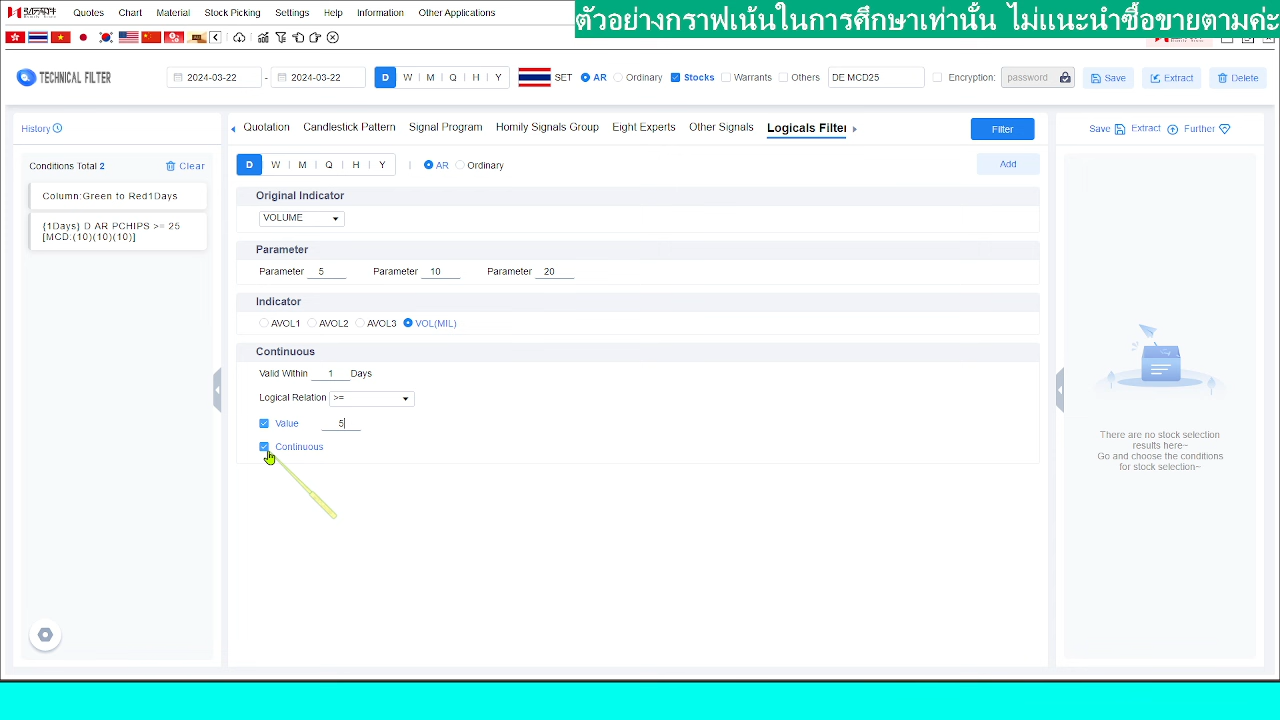 Quotes Chart Material Stock Picking Settings Help Information Other Applications
ตัวอย่างกราฟเน้นในการศึกษาเท่านั้น ไม่แนะนำซื้อขายตามค่ะ
TECHNICAL FILTER
2024-03-22 - 2024-03-22 D W M Q H Y SET AR Ordinary Stocks Warrants Others DE MCD25 Encryption: password Save Extract Delete
History
Quotation Candlestick Pattern Signal Program Homily Signals Group Eight Experts Other Signals Logicals Filter
Filter
Save Extract Further
Conditions Total 2 Clear
D W M Q H Y AR Ordinary
Add
Column:Green to Red1Days
{1Days} D AR PCHIPS >= 25
[MCD.(10)(10)(10)]
Original Indicator
VOLUME
Parameter
Parameter 5 Parameter 10 Parameter 20
Indicator
AVOL1 AVOL2 AVOL3 VOL(MIL)
Continuous
Valid Within 1 Days
Logical Relation >=
Value 5
Continuous
There are no stock selection
results here~
Go and choose the conditions
for stock selection~